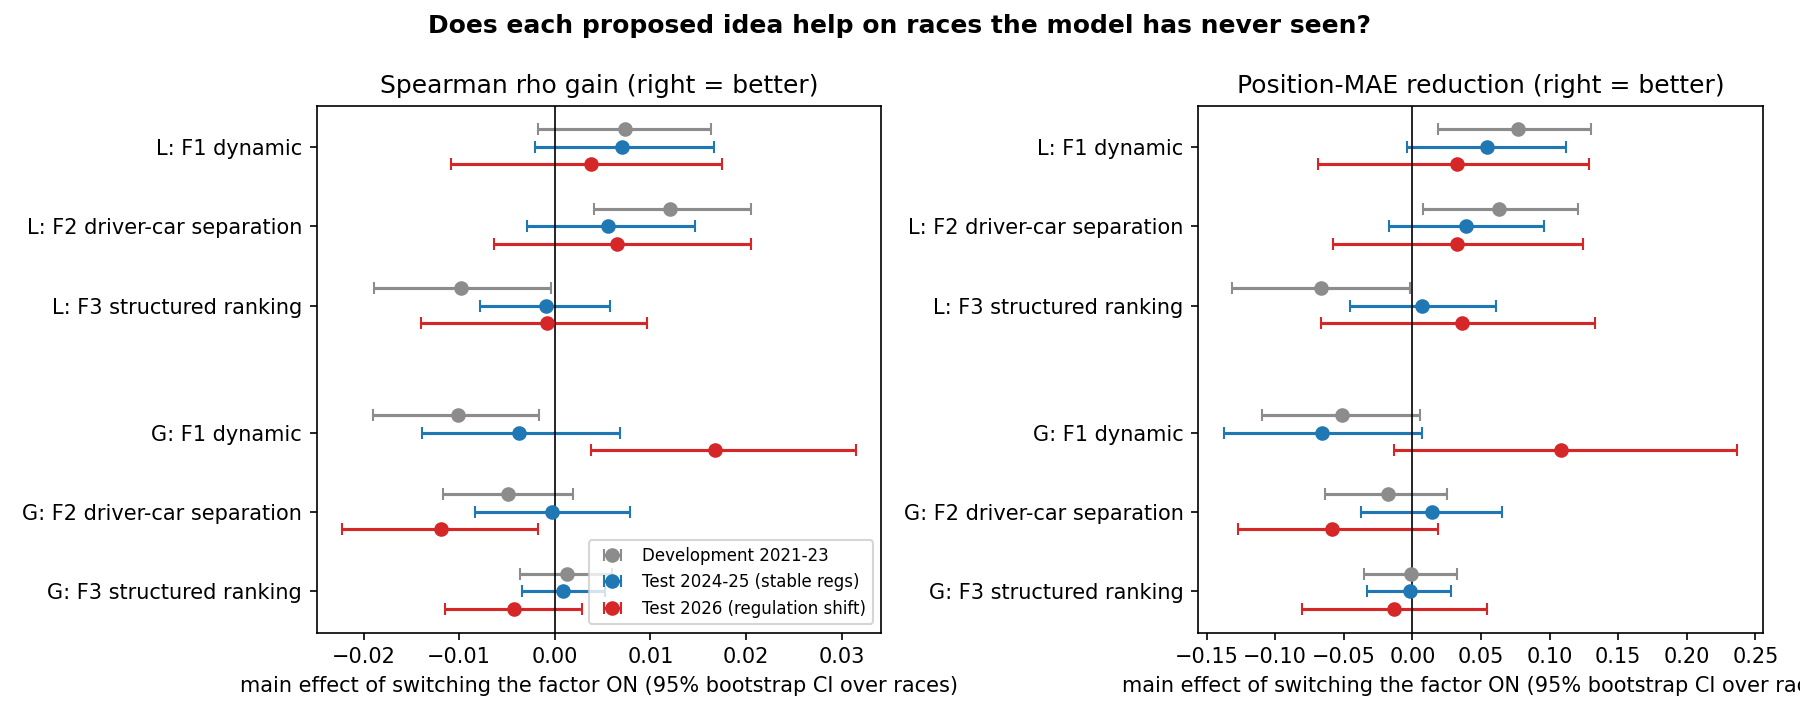 Does each proposed idea help on races the model has never seen?
Spearman rho gain (right = better)
L: F1 dynamic
L: F2 driver-car separation
L: F3 structured ranking
G: F1 dynamic
G: F2 driver-car separation
G: F3 structured ranking
Development 2021-23
Test 2024-25 (stable regs)
Test 2026 (regulation shift)
−0.02 −0.01 0.00 0.01 0.02 0.03
main effect of switching the factor ON (95% bootstrap CI over races)
Position-MAE reduction (right = better)
L: F1 dynamic
L: F2 driver-car separation
L: F3 structured ranking
G: F1 dynamic
G: F2 driver-car separation
G: F3 structured ranking
−0.15 −0.10 −0.05 0.00 0.05 0.10 0.15 0.20 0.25
main effect of switching the factor ON (95% bootstrap CI over